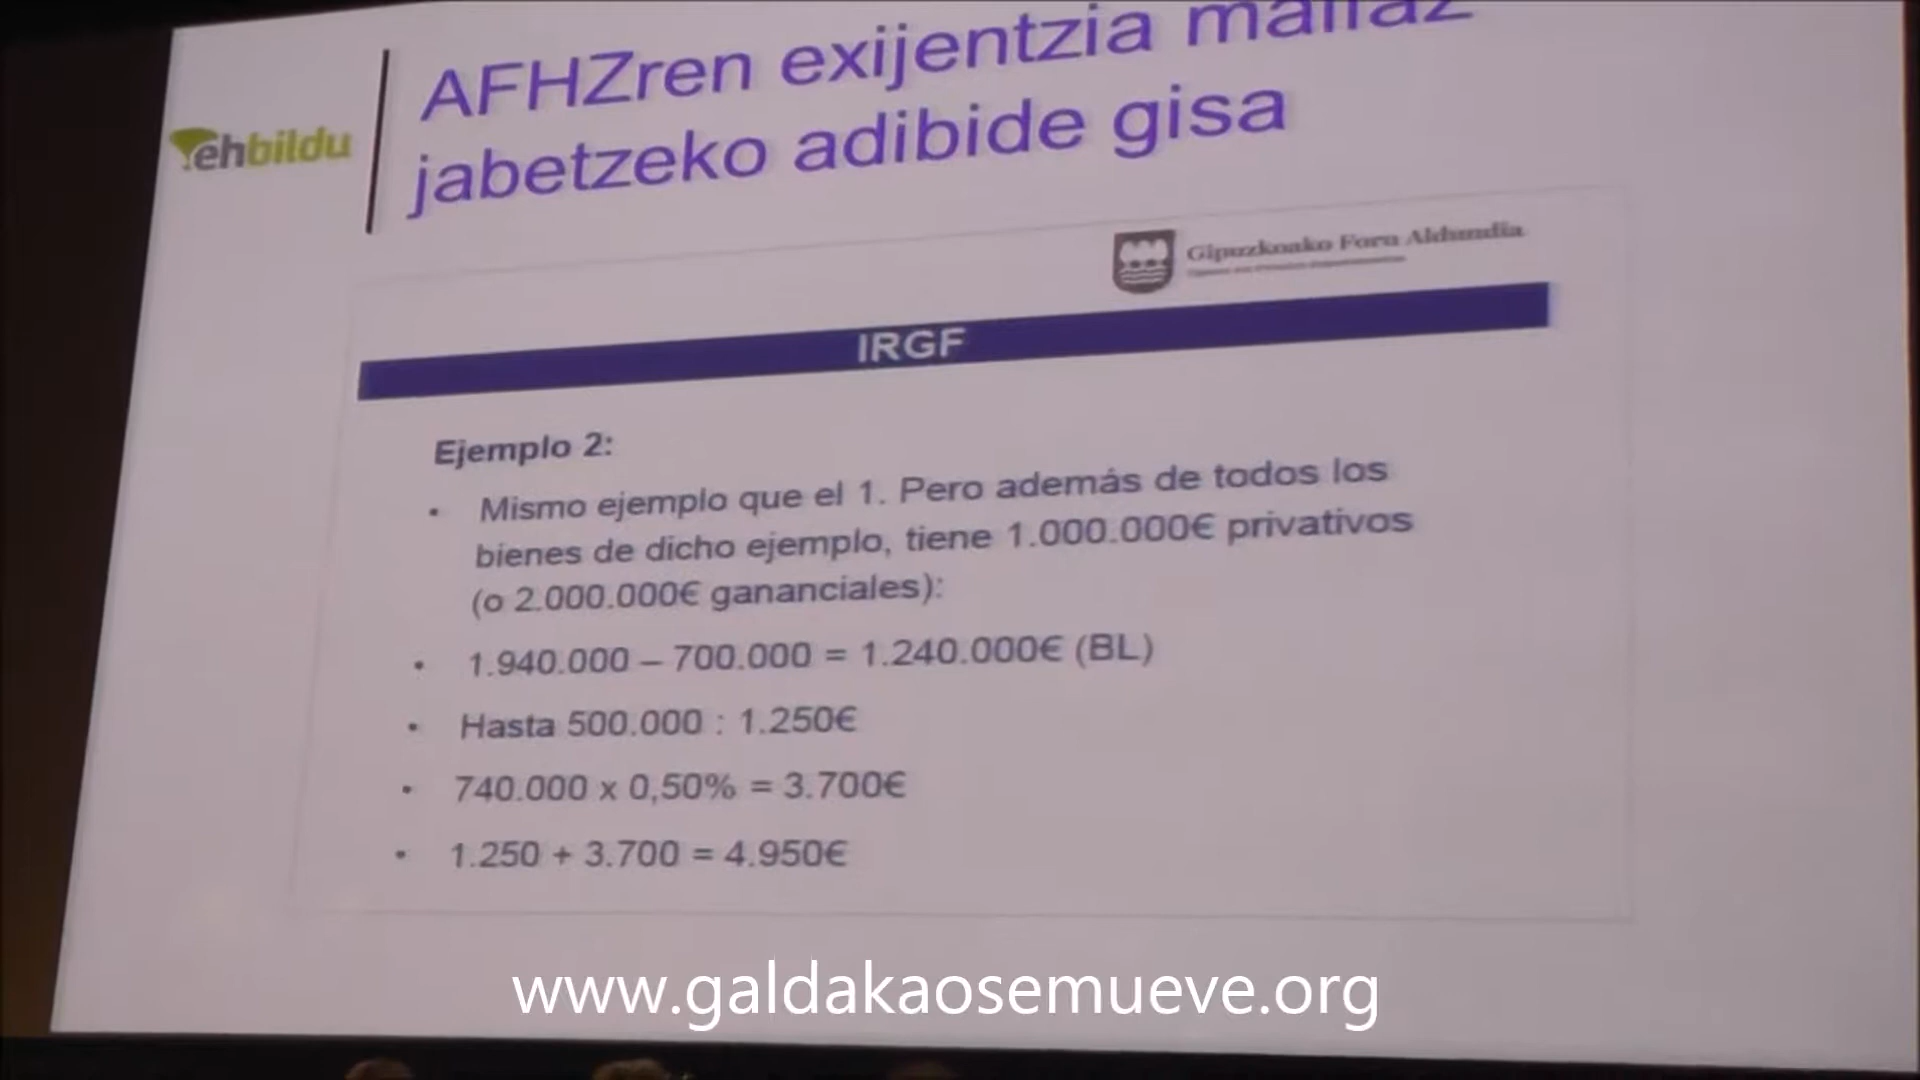 AFHZren exijentzia mailaz
jabetzeko adibide gisa
ehbildu
Gipuzkoako Foru Aldundia
IRGF
Ejemplo 2:
• Mismo ejemplo que el 1. Pero además de todos los
bienes de dicho ejemplo, tiene 1.000.000€ privativos
(o 2.000.000€ gananciales):
• 1.940.000 – 700.000 = 1.240.000€ (BL)
• Hasta 500.000 : 1.250€
• 740.000 x 0,50% = 3.700€
• 1.250 + 3.700 = 4.950€
www.galdakaosemueve.org